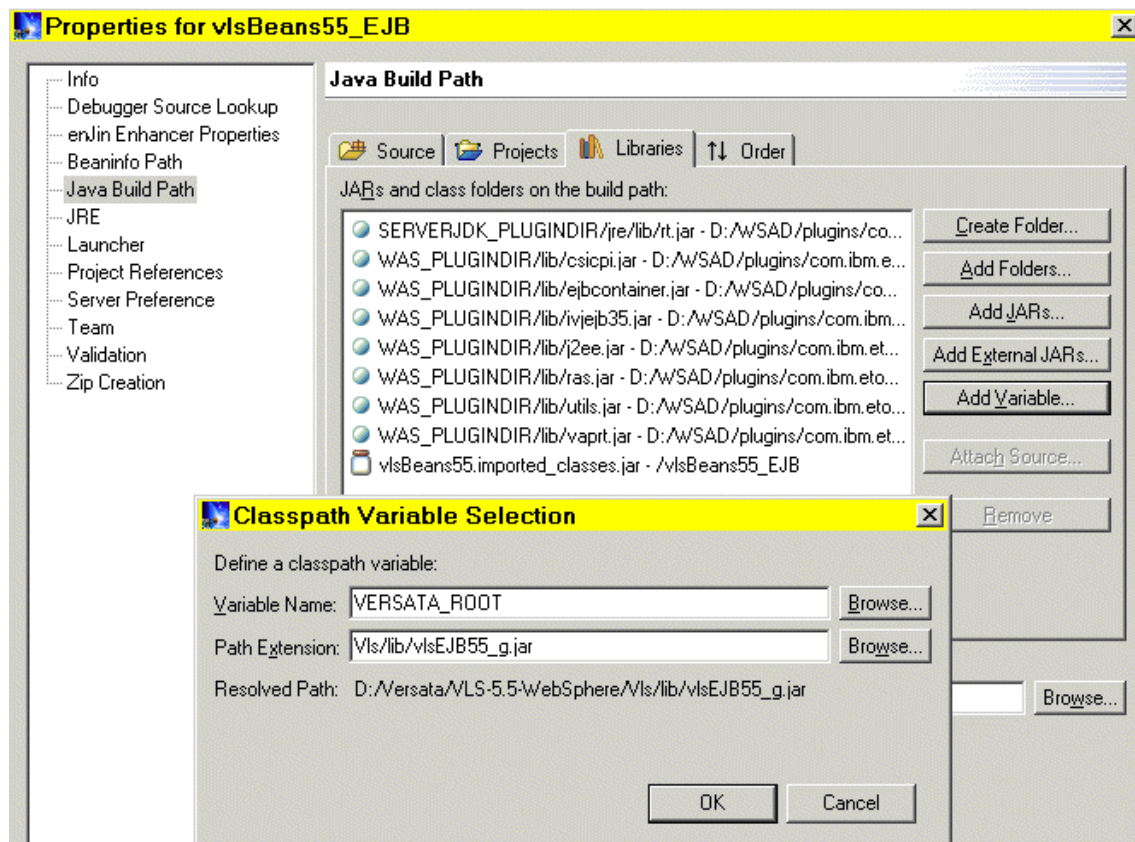 Properties for vlsBeans55_EJB
Info
Debugger Source Lookup
enJin Enhancer Properties
Beaninfo Path
Java Build Path
JRE
Launcher
Project References
Server Preference
Team
Validation
Zip Creation
Java Build Path
Source Projects Libraries Order
JARs and class folders on the build path:
SERVERJDK_PLUGINDIR/jre/lib/rt.jar - D:/WSAD/plugins/co...
WAS_PLUGINDIR/lib/csicpi.jar - D:/WSAD/plugins/com.ibm.e...
WAS_PLUGINDIR/lib/ejbcontainer.jar - D:/WSAD/plugins/co...
WAS_PLUGINDIR/lib/ivjejb35.jar - D:/WSAD/plugins/com.ibm...
WAS_PLUGINDIR/lib/j2ee.jar - D:/WSAD/plugins/com.ibm.et...
WAS_PLUGINDIR/lib/ras.jar - D:/WSAD/plugins/com.ibm.eto...
WAS_PLUGINDIR/lib/utils.jar - D:/WSAD/plugins/com.ibm.eto...
WAS_PLUGINDIR/lib/vaprt.jar - D:/WSAD/plugins/com.ibm.et...
vlsBeans55.imported_classes.jar - /vlsBeans55_EJB
Create Folder...
Add Folders...
Add JARs...
Add External JARs...
Add Variable...
Attach Source...
Remove
Browse...
Classpath Variable Selection
Define a classpath variable:
Variable Name: VERSATA_ROOT Browse...
Path Extension: Vls/lib/vlsEJB55_g.jar Browse...
Resolved Path: D:/Versata/VLS-5.5-WebSphere/Vls/lib/vlsEJB55_g.jar
OK Cancel